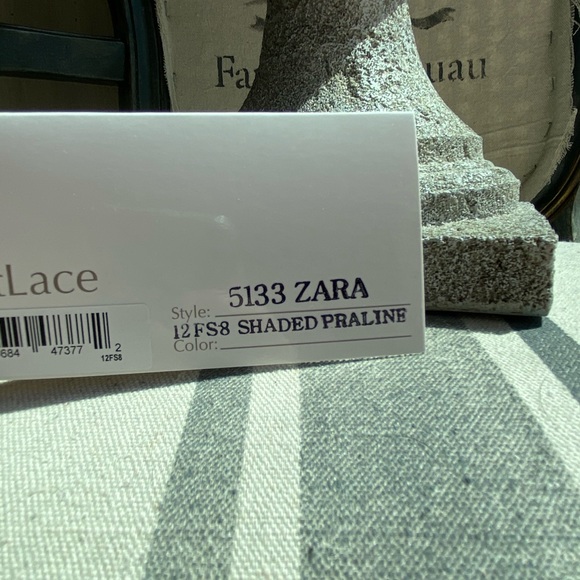 Fa uau
tLace
Style: 5133 ZARA
12FS8 SHADED PRALINE
Color:
684 47377 2
12FS8